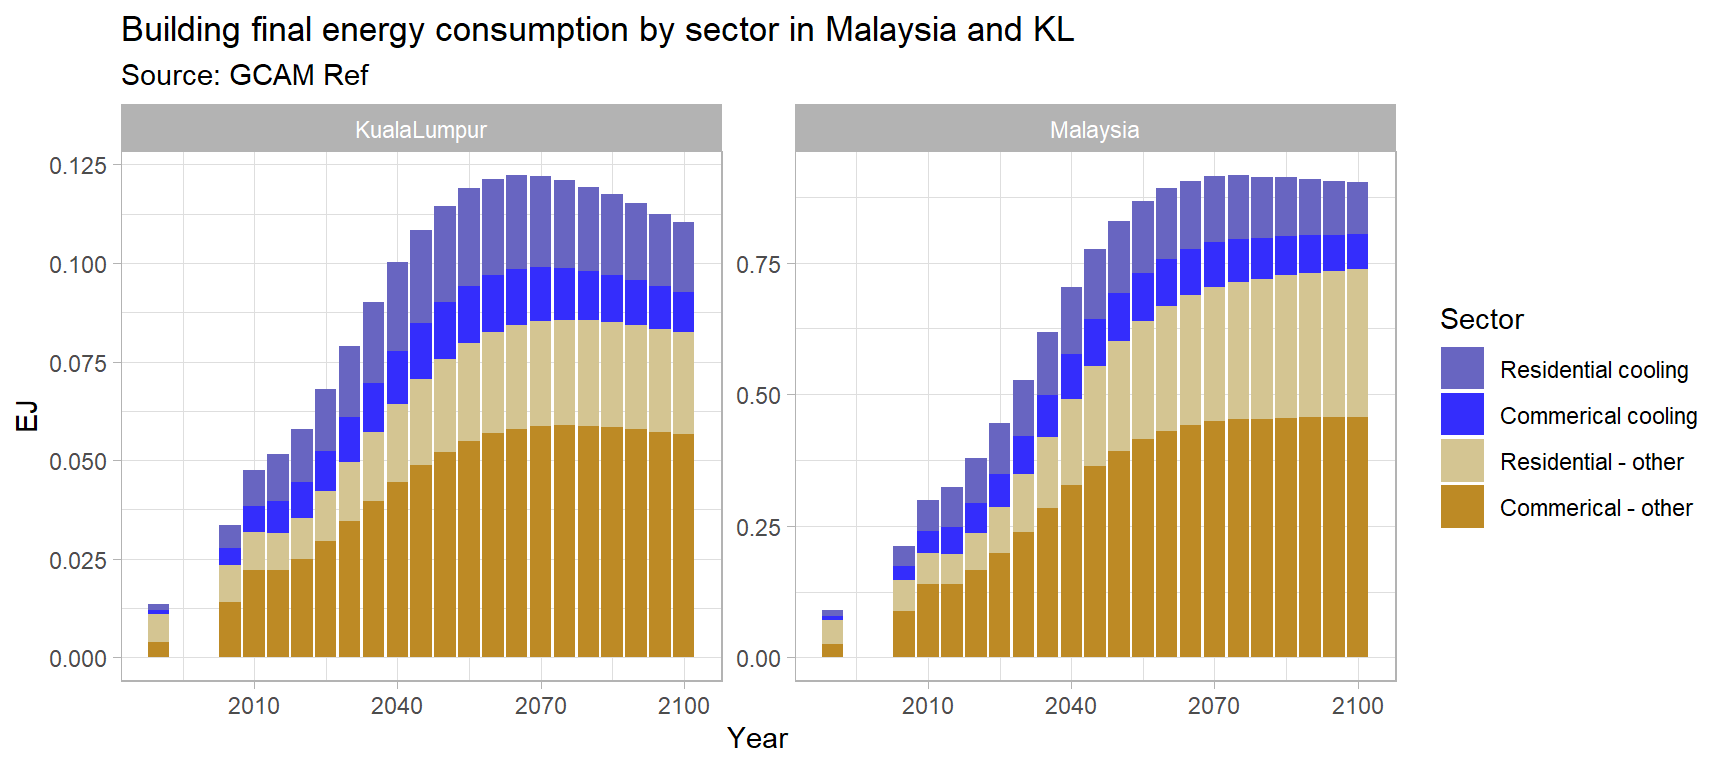 Building final energy consumption by sector in Malaysia and KL
Source: GCAM Ref
KualaLumpur
Malaysia
0.125
0.100
0.075
0.050
0.025
0.000
0.75
0.50
0.25
0.00
EJ
2010 2040 2070 2100
2010 2040 2070 2100
Year
Sector
Residential cooling
Commerical cooling
Residential - other
Commerical - other